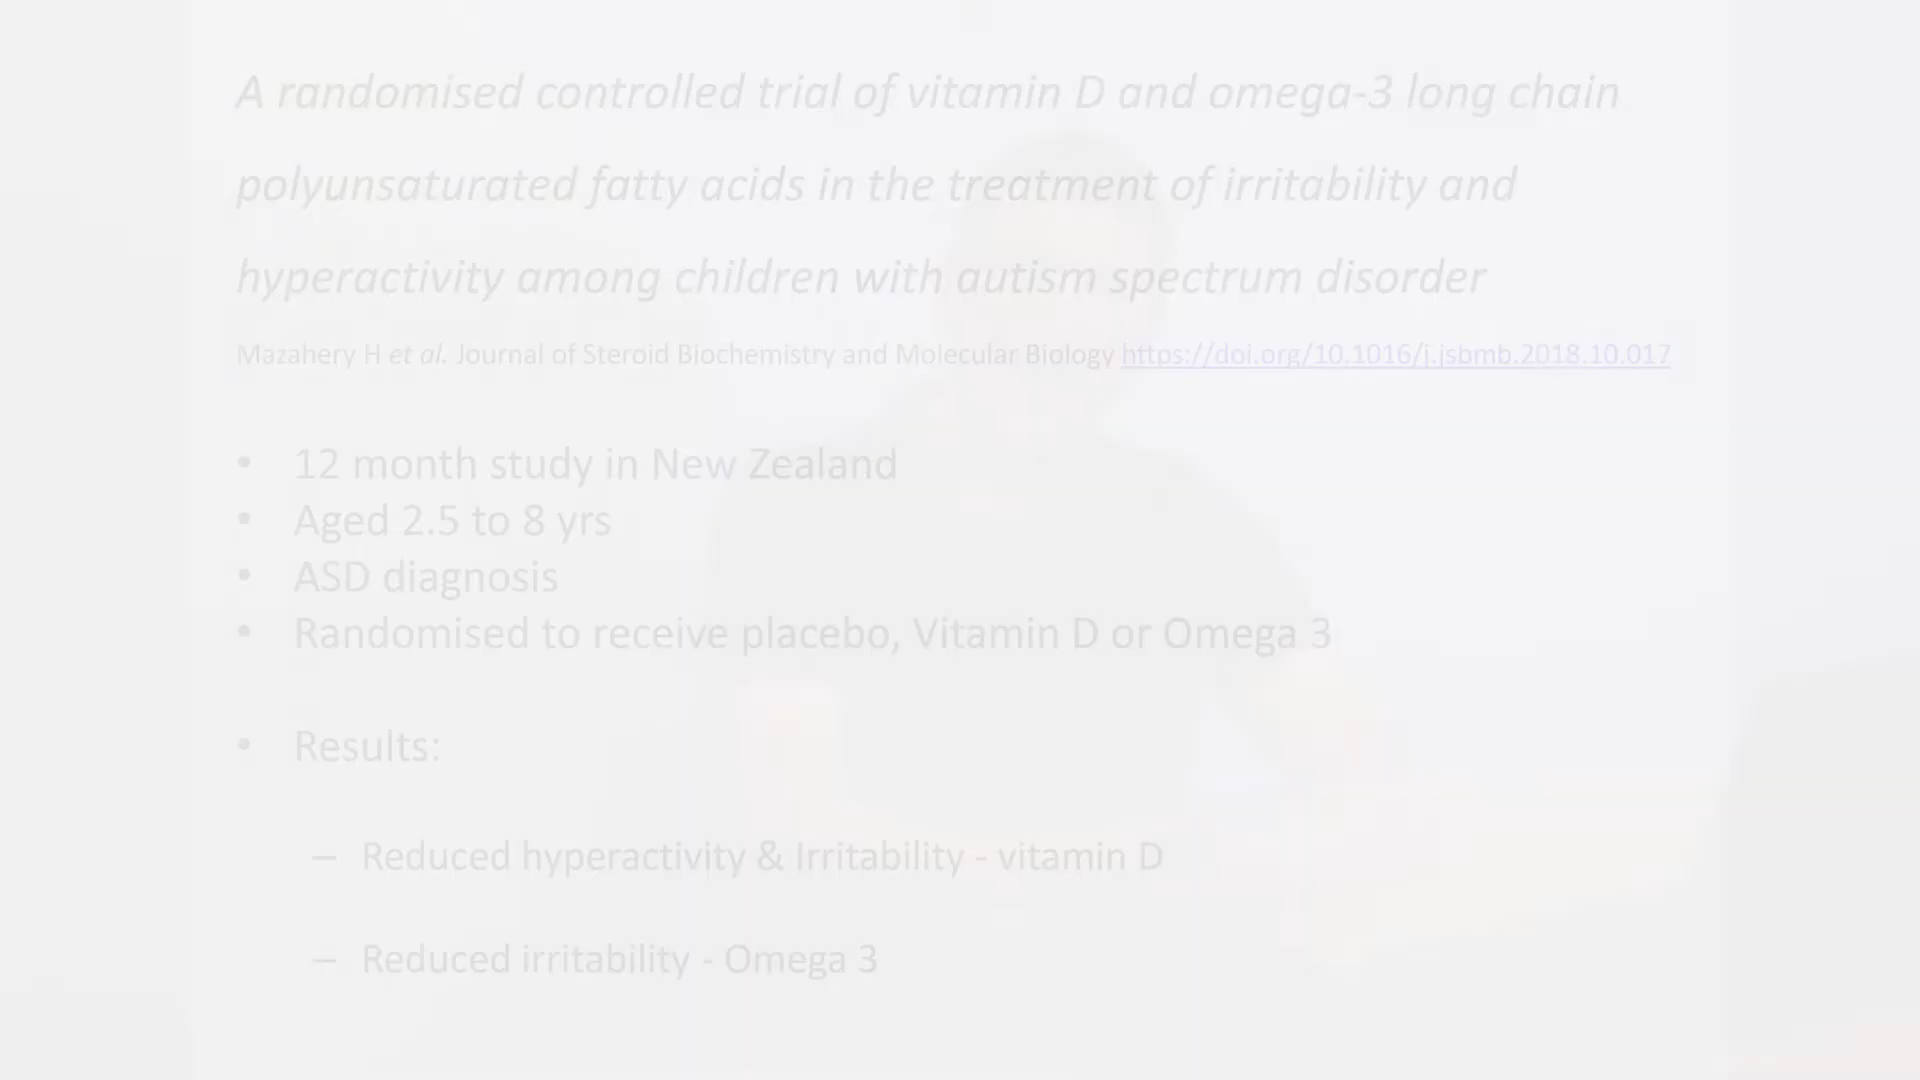 A randomised controlled trial of vitamin D and omega-3 long chain
polyunsaturated fatty acids in the treatment of irritability and
hyperactivity among children with autism spectrum disorder
Mazahery H et al. Journal of Steroid Biochemistry and Molecular Biology https://doi.org/10.1016/j.jsbmb.2018.10.017
• 12 month study in New Zealand
• Aged 2.5 to 8 yrs
• ASD diagnosis
• Randomised to receive placebo, Vitamin D or Omega 3
• Results:
– Reduced hyperactivity & Irritability - vitamin D
– Reduced irritability - Omega 3